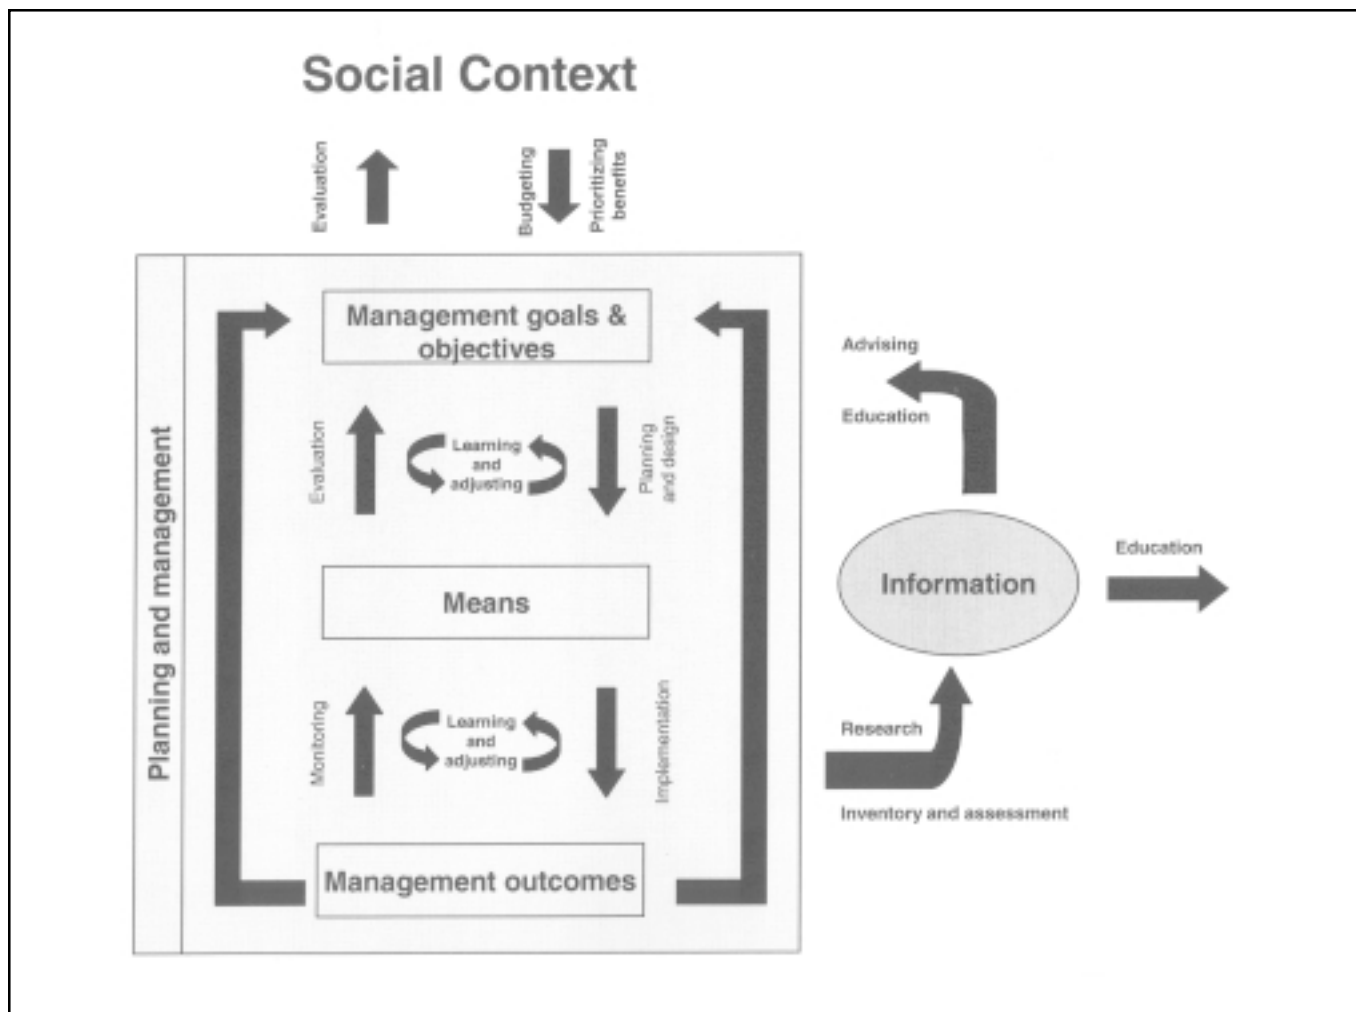 Social Context
Evaluation
Budgeting
Prioritizing
benefits
Planning and management
Management goals &
objectives
Evaluation
Learning
and
adjusting
Planning
and design
Means
Monitoring
Learning
and
adjusting
Implementation
Management outcomes
Advising
Education
Information
Education
Research
Inventory and assessment